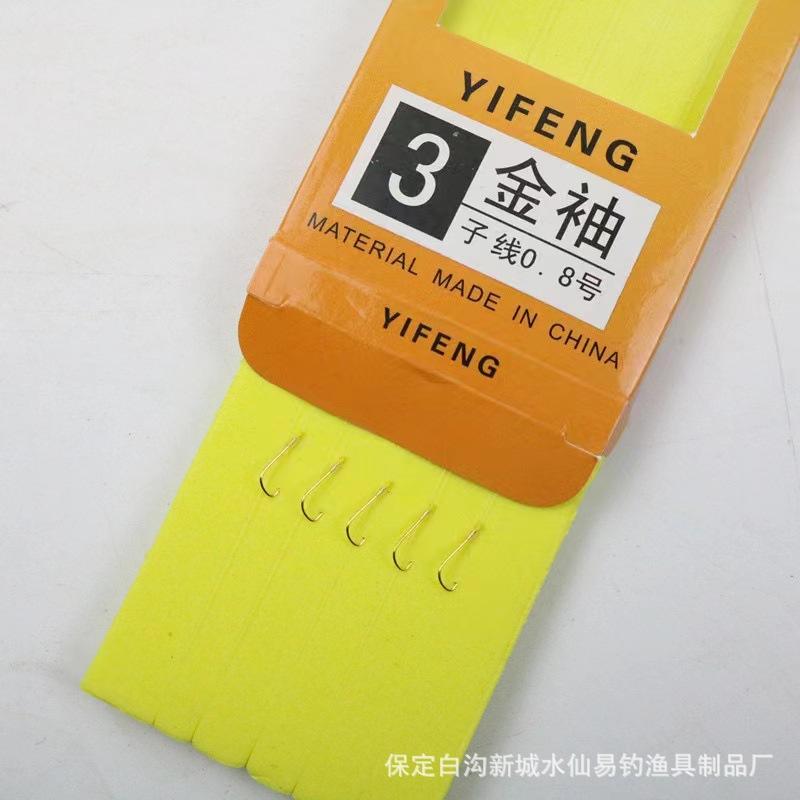 YIFENG
3
金袖
子线0.8号
MATERIAL MADE IN CHINA
YIFENG
保定白沟新城水仙易钓渔具制品厂